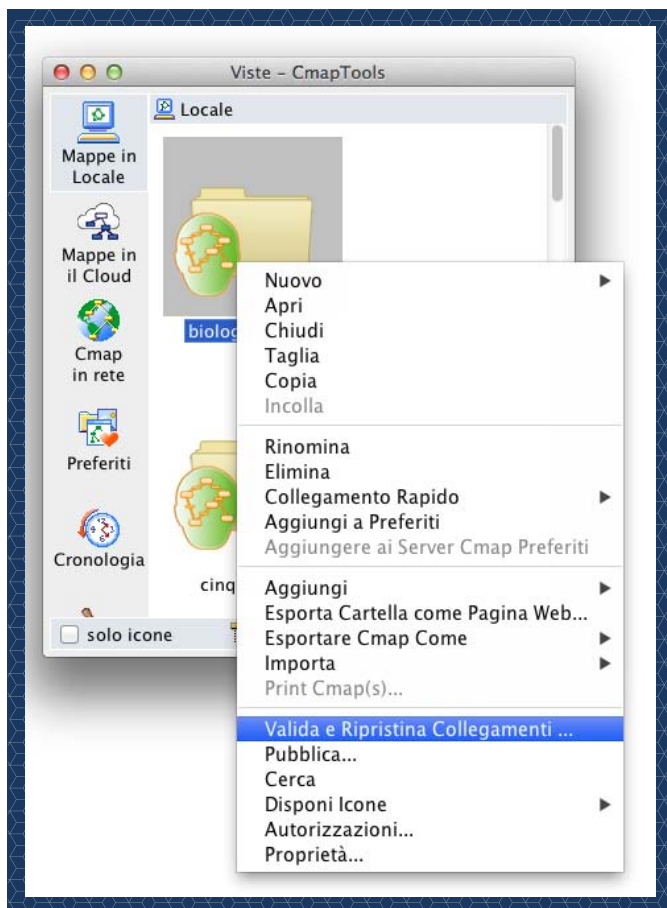 Viste – CmapTools
Locale
Mappe in
Locale
Mappe in
il Cloud
Cmap
in rete
Preferiti
Cronologia
solo icone
cinq
Nuovo
Apri
Chiudi
Taglia
Copia
Incolla
Rinomina
Elimina
Collegamento Rapido
Aggiungi a Preferiti
Aggiungere ai Server Cmap Preferiti
Aggiungi
Esporta Cartella come Pagina Web...
Esportare Cmap Come
Importa
Print Cmap(s)...
Valida e Ripristina Collegamenti ...
Pubblica...
Cerca
Disponi Icone
Autorizzazioni...
Proprietà...